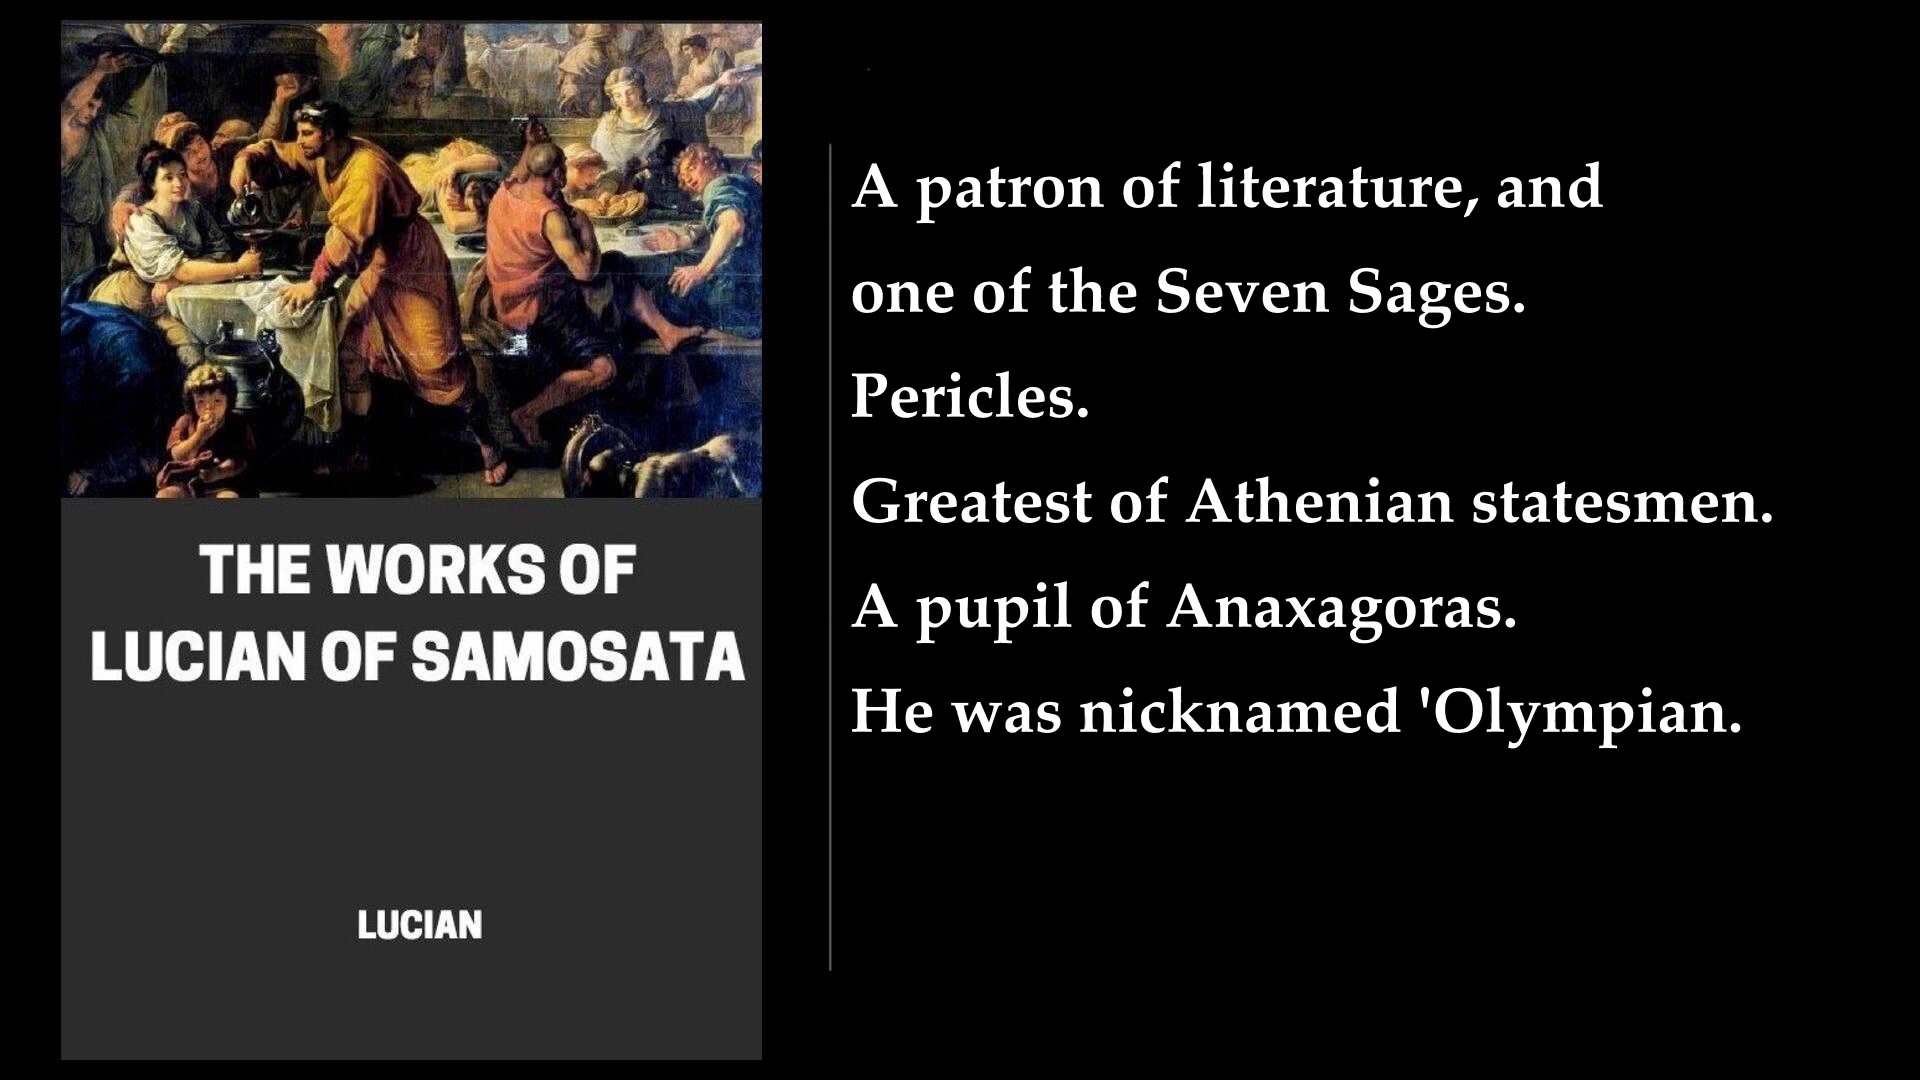 THE WORKS OF
LUCIAN OF SAMOSATA
LUCIAN
A patron of literature, and
one of the Seven Sages.
Pericles.
Greatest of Athenian statesmen.
A pupil of Anaxagoras.
He was nicknamed 'Olympian.